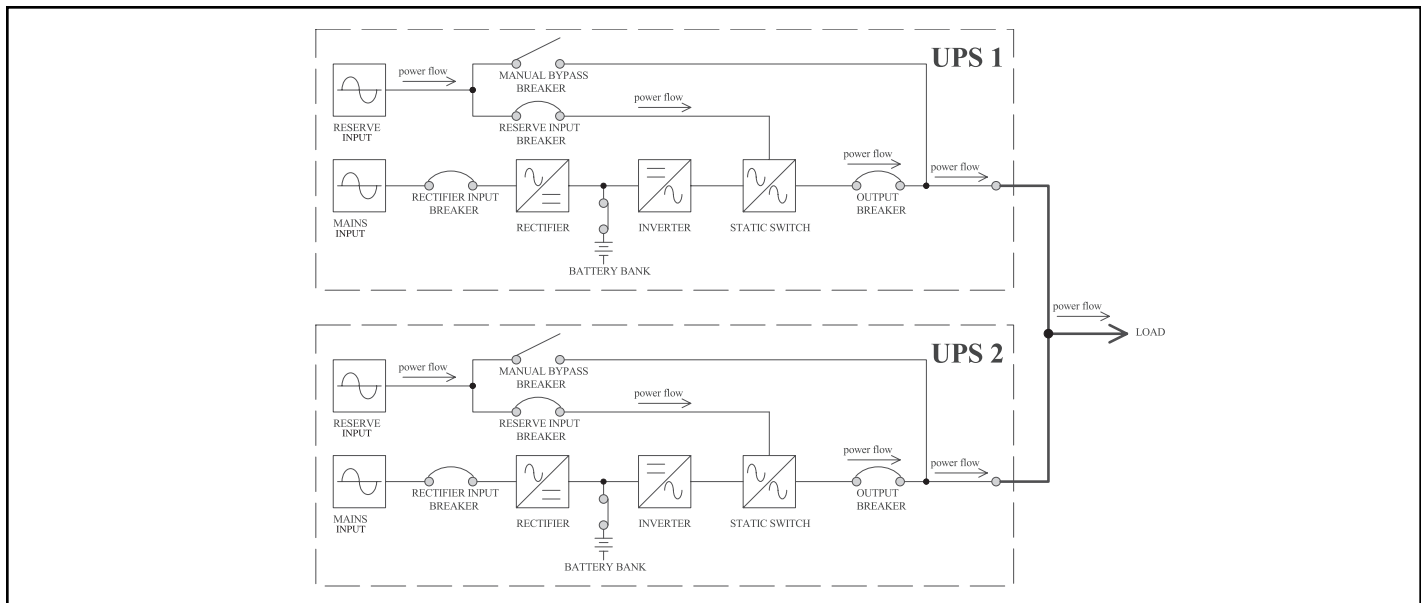 UPS 1
power flow
MANUAL BYPASS
BREAKER
power flow
RESERVE
INPUT
RESERVE INPUT
BREAKER
power flow
power flow
RECTIFIER INPUT
BREAKER
OUTPUT
BREAKER
MAINS
INPUT
RECTIFIER
INVERTER
STATIC SWITCH
BATTERY BANK
power flow
LOAD
UPS 2
power flow
MANUAL BYPASS
BREAKER
power flow
RESERVE
INPUT
RESERVE INPUT
BREAKER
power flow
power flow
RECTIFIER INPUT
BREAKER
OUTPUT
BREAKER
MAINS
INPUT
RECTIFIER
INVERTER
STATIC SWITCH
BATTERY BANK